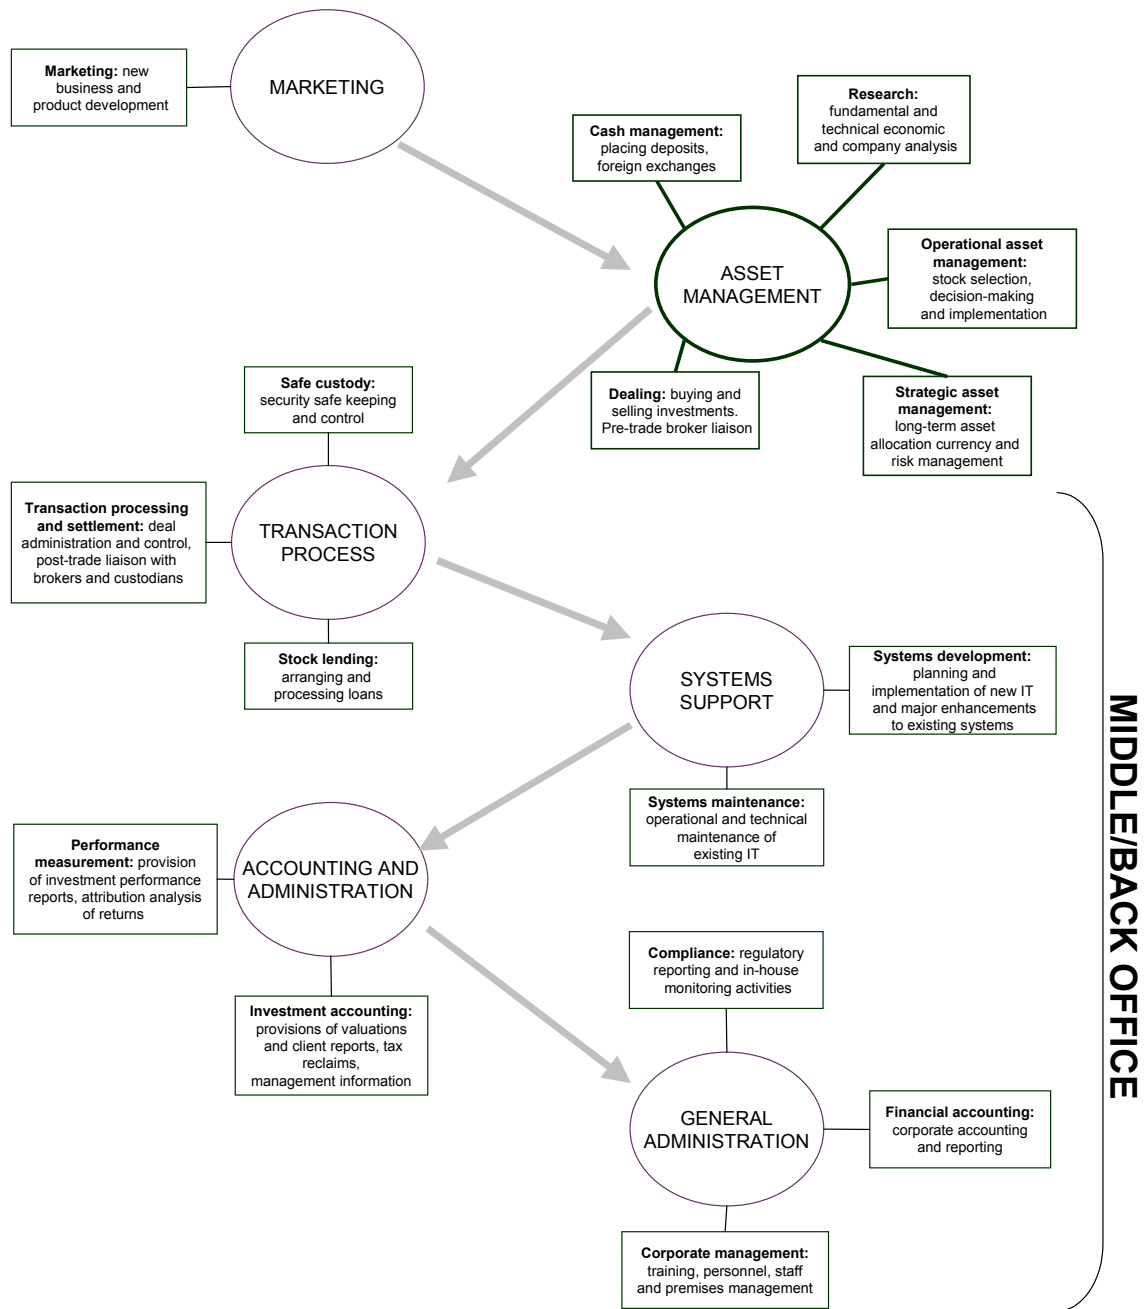 MARKETING
Marketing: new
business and
product development
Research:
fundamental and
technical economic
and company analysis
Cash management:
placing deposits,
foreign exchanges
ASSET
MANAGEMENT
Operational asset
management:
stock selection,
decision-making
and implementation
Dealing: buying and
selling investments.
Pre-trade broker liaison
Strategic asset
management:
long-term asset
allocation currency and
risk management
Safe custody:
security safe keeping
and control
Transaction processing
and settlement: deal
administration and control,
post-trade liaison with
brokers and custodians
TRANSACTION
PROCESS
Stock lending:
arranging and
processing loans
SYSTEMS
SUPPORT
Systems development:
planning and
implementation of new IT
and major enhancements
to existing systems
Systems maintenance:
operational and technical
maintenance of
existing IT
MIDDLE/BACK OFFICE
Performance
measurement: provision
of investment performance
reports, attribution analysis
of returns
ACCOUNTING AND
ADMINISTRATION
Investment accounting:
provisions of valuations
and client reports, tax
reclaims,
management information
Compliance: regulatory
reporting and in-house
monitoring activities
GENERAL
ADMINISTRATION
Financial accounting:
corporate accounting
and reporting
Corporate management:
training, personnel, staff
and premises management